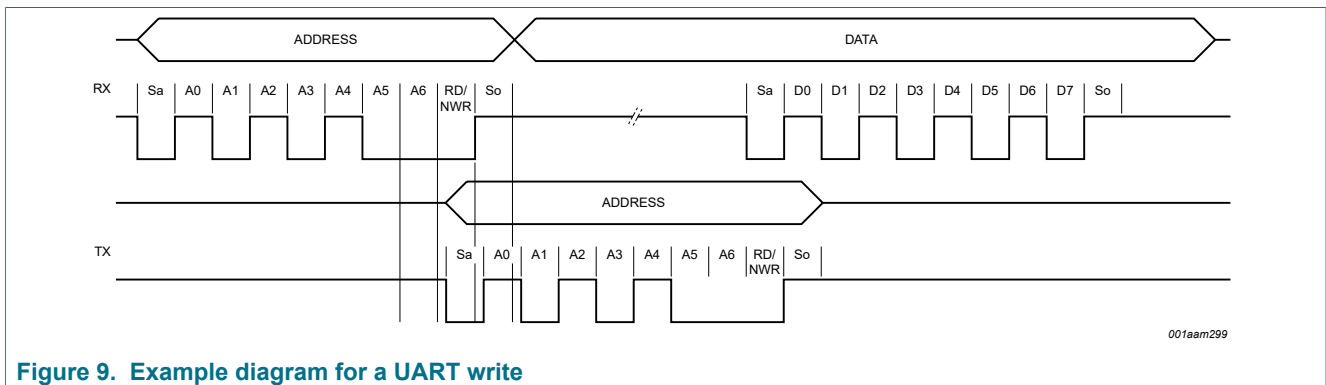 ADDRESS DATA
RX Sa A0 A1 A2 A3 A4 A5 A6 RD/ So Sa D0 D1 D2 D3 D4 D5 D6 D7 So
NWR
ADDRESS
TX Sa A0 A1 A2 A3 A4 A5 A6 RD/ So
NWR
001aam299
Figure 9. Example diagram for a UART write